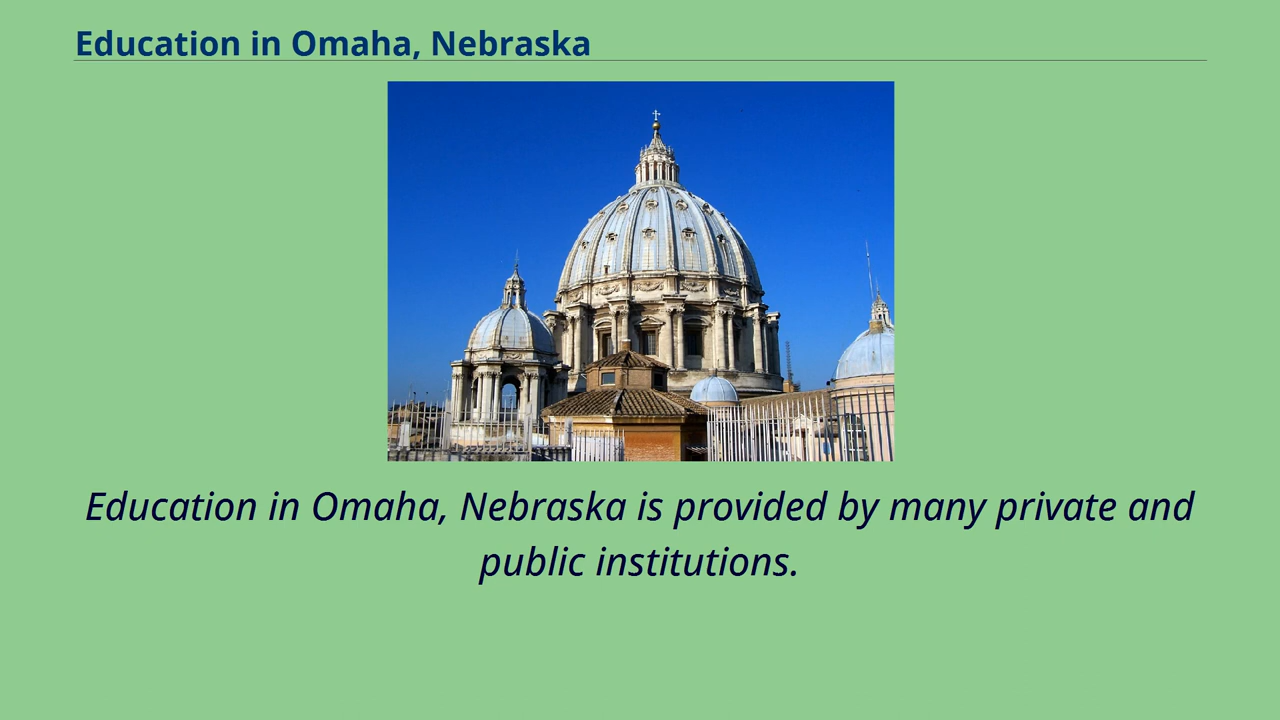 Education in Omaha, Nebraska
Education in Omaha, Nebraska is provided by many private and
public institutions.